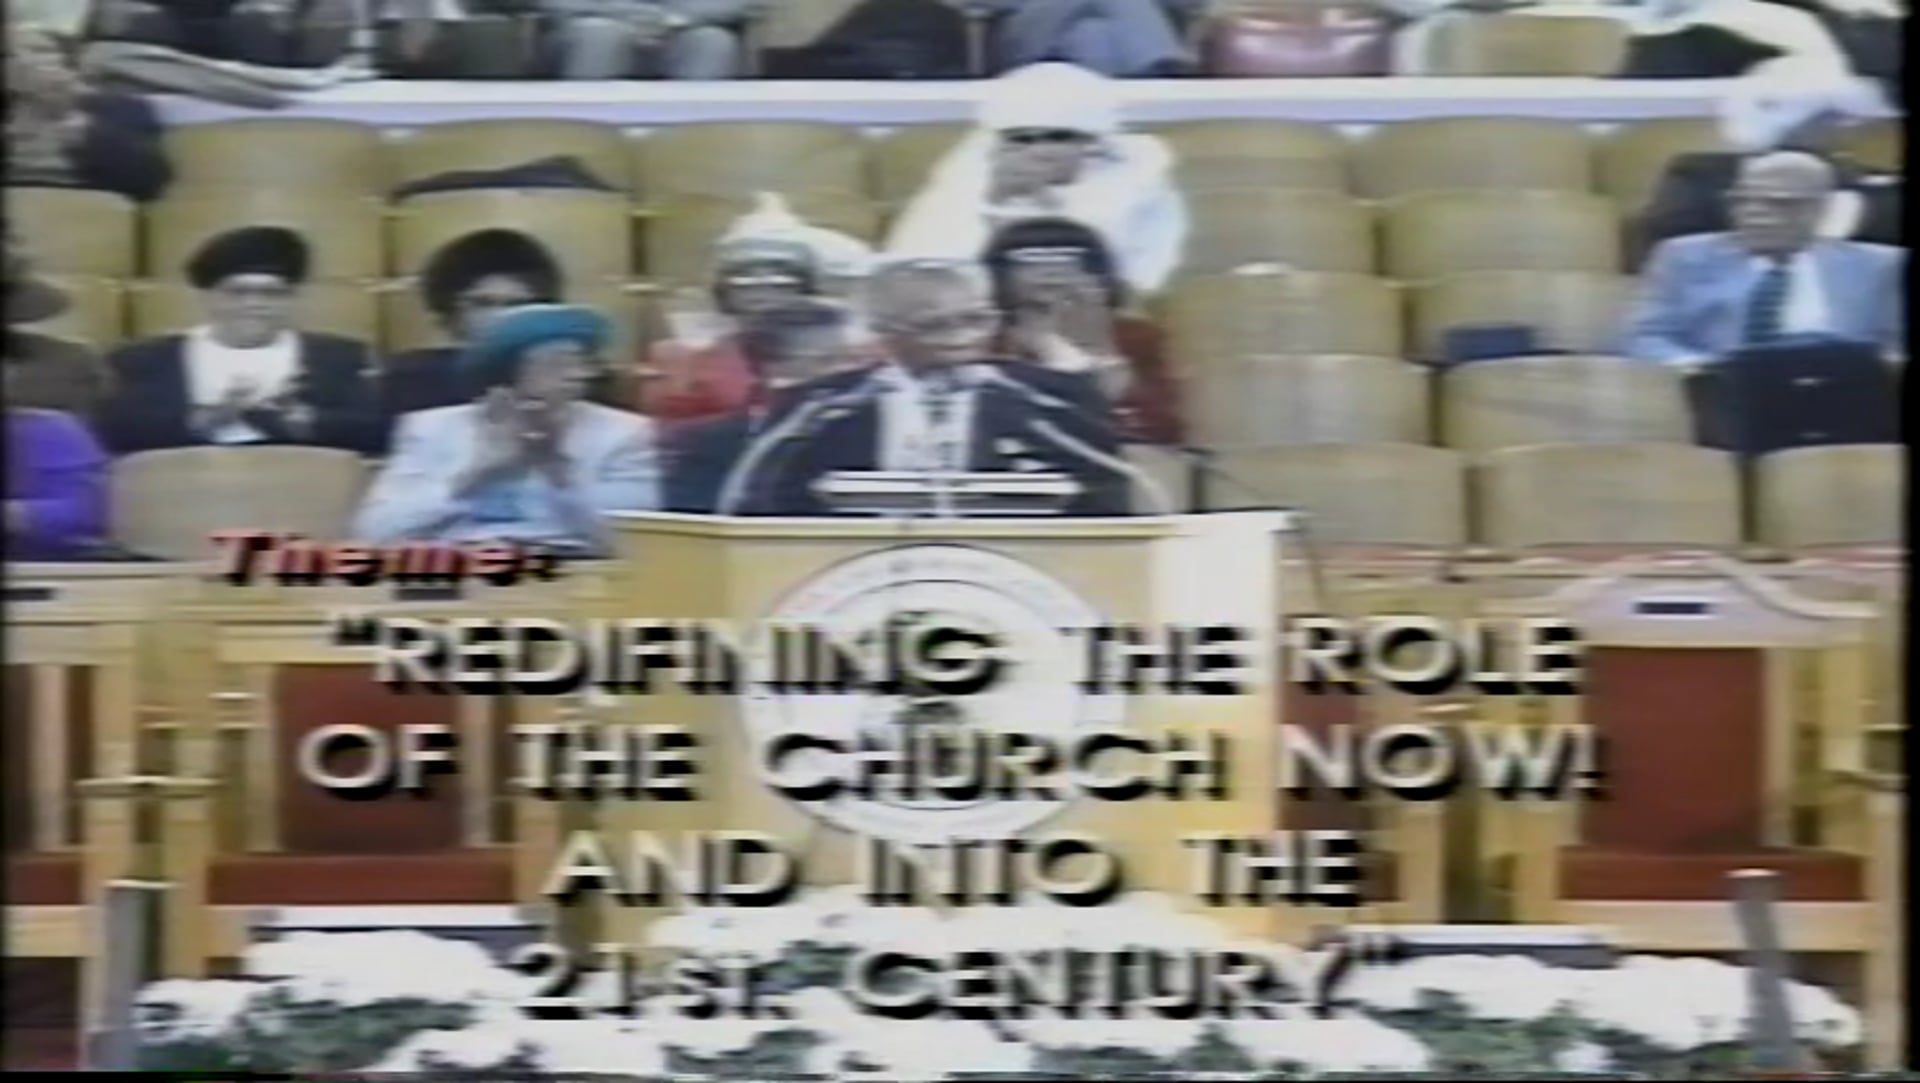 Theme:
"REDIFINING THE ROLE
OF THE CHURCH NOW!
AND INTO THE
21ST. CENTURY"